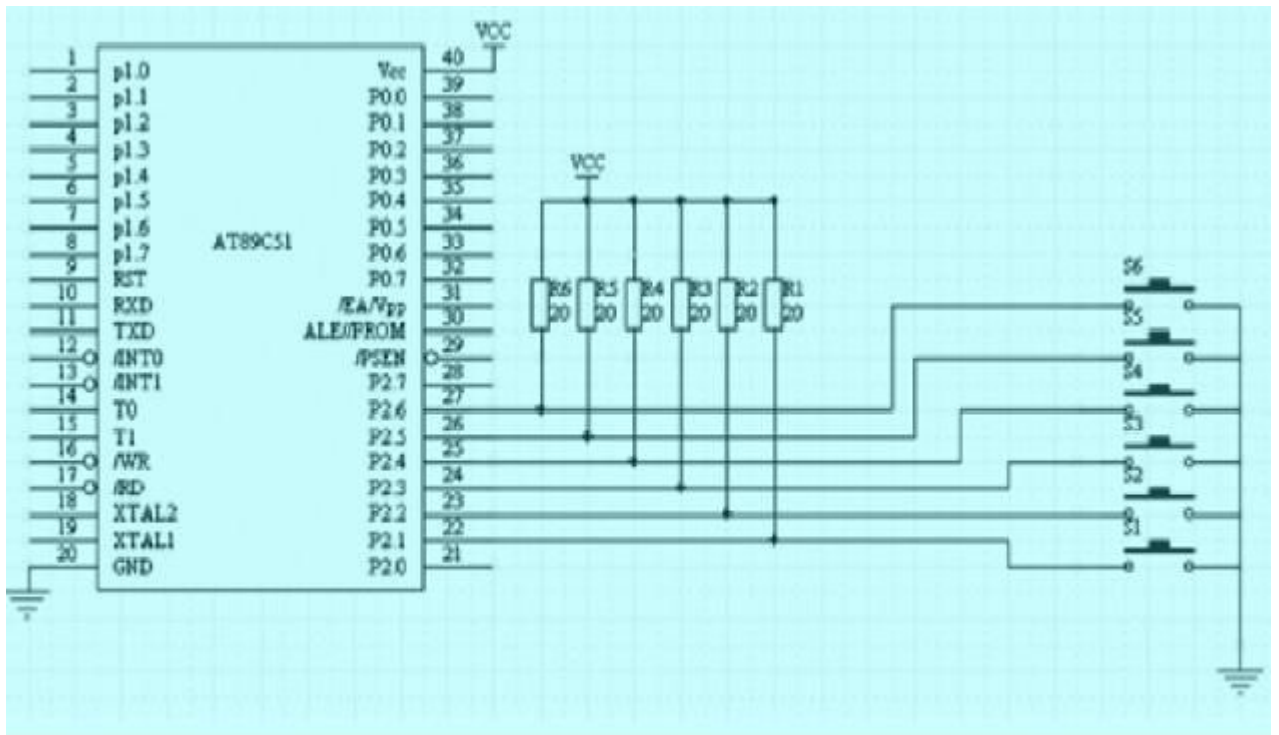 VCC
1 p1.0 Vcc 40
2 p1.1 P0.0 39
3 p1.2 P0.1 38
4 p1.3 P0.2 37
5 p1.4 P0.3 36
6 p1.5 P0.4 35
7 p1.6 P0.5 34
8 p1.7 P0.6 33
9 RST P0.7 32
10 RXD /EA/Vpp 31
11 TXD ALE//PROM 30
12 /INT0 /PSEN 29
13 /INT1 P2.7 28
14 T0 P2.6 27
15 T1 P2.5 26
16 /WR P2.4 25
17 /RD P2.3 24
18 XTAL2 P2.2 23
19 XTAL1 P2.1 22
20 GND P2.0 21
AT89C51
VCC
R6 R5 R4 R3 R2 R1
20 20 20 20 20 20
S6
S5
S4
S3
S2
S1